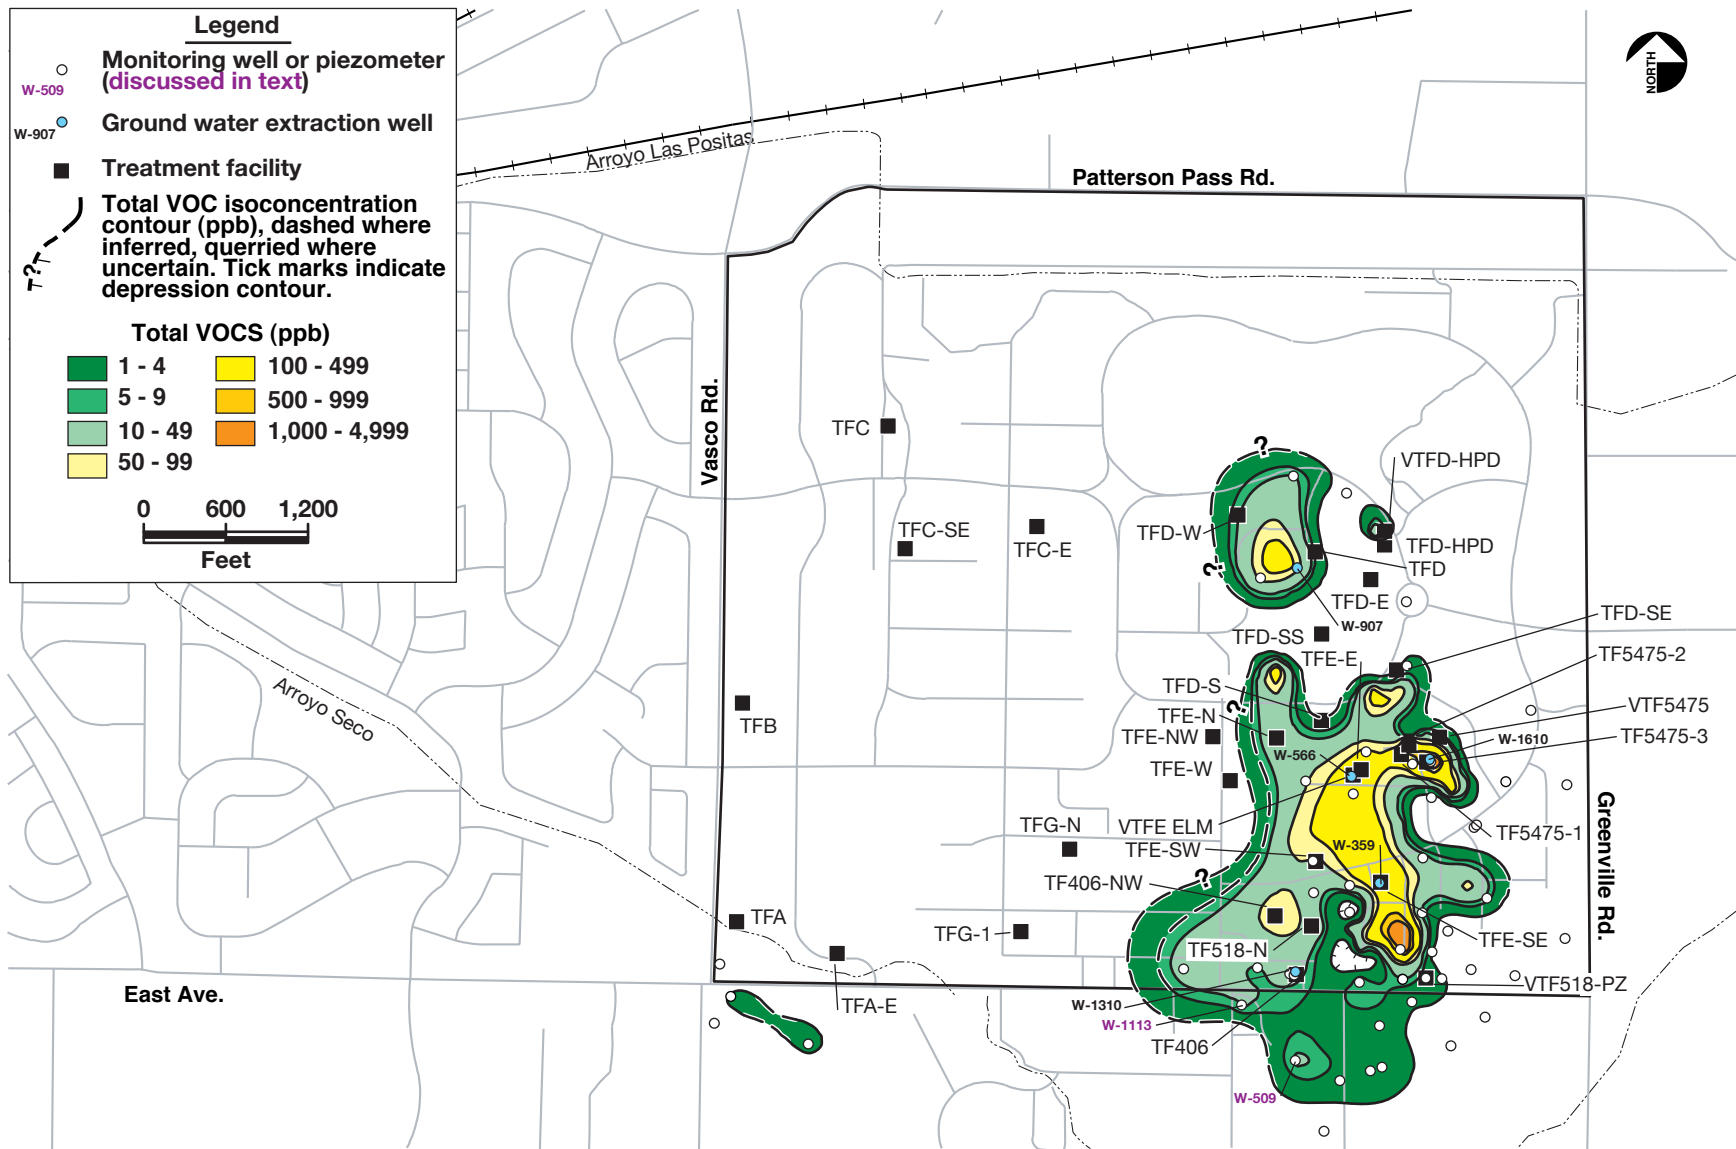 Legend
Monitoring well or piezometer
(discussed in text)
W-509
W-907
Ground water extraction well
Treatment facility
Total VOC isoconcentration
contour (ppb), dashed where
inferred, querried where
uncertain. Tick marks indicate
depression contour.
?
Total VOCS (ppb)
1 - 4
100 - 499
5 - 9
500 - 999
10 - 49
1,000 - 4,999
50 - 99
0 600 1,200
Feet
NORTH
Arroyo Las Positas
Patterson Pass Rd.
Vasco Rd.
TFC
?
VTFD-HPD
TFC-SE
TFC-E
TFD-W
TFD-HPD
TFD
?
TFD-E
TFD-SE
W-907
TFD-SS
TFE-E
TF5475-2
TFD-S
Arroyo Seco
TFB
?
TFE-N
VTF5475
TFE-NW
W-1610
TF5475-3
W-566
TFE-W
Greenville Rd.
TFG-N
VTFE ELM
TF5475-1
TFE-SW
W-359
TF406-NW
?
TFA
TFG-1
TF518-N
TFE-SE
East Ave.
TFA-E
VTF518-PZ
W-1310
W-1113
TF406
W-509